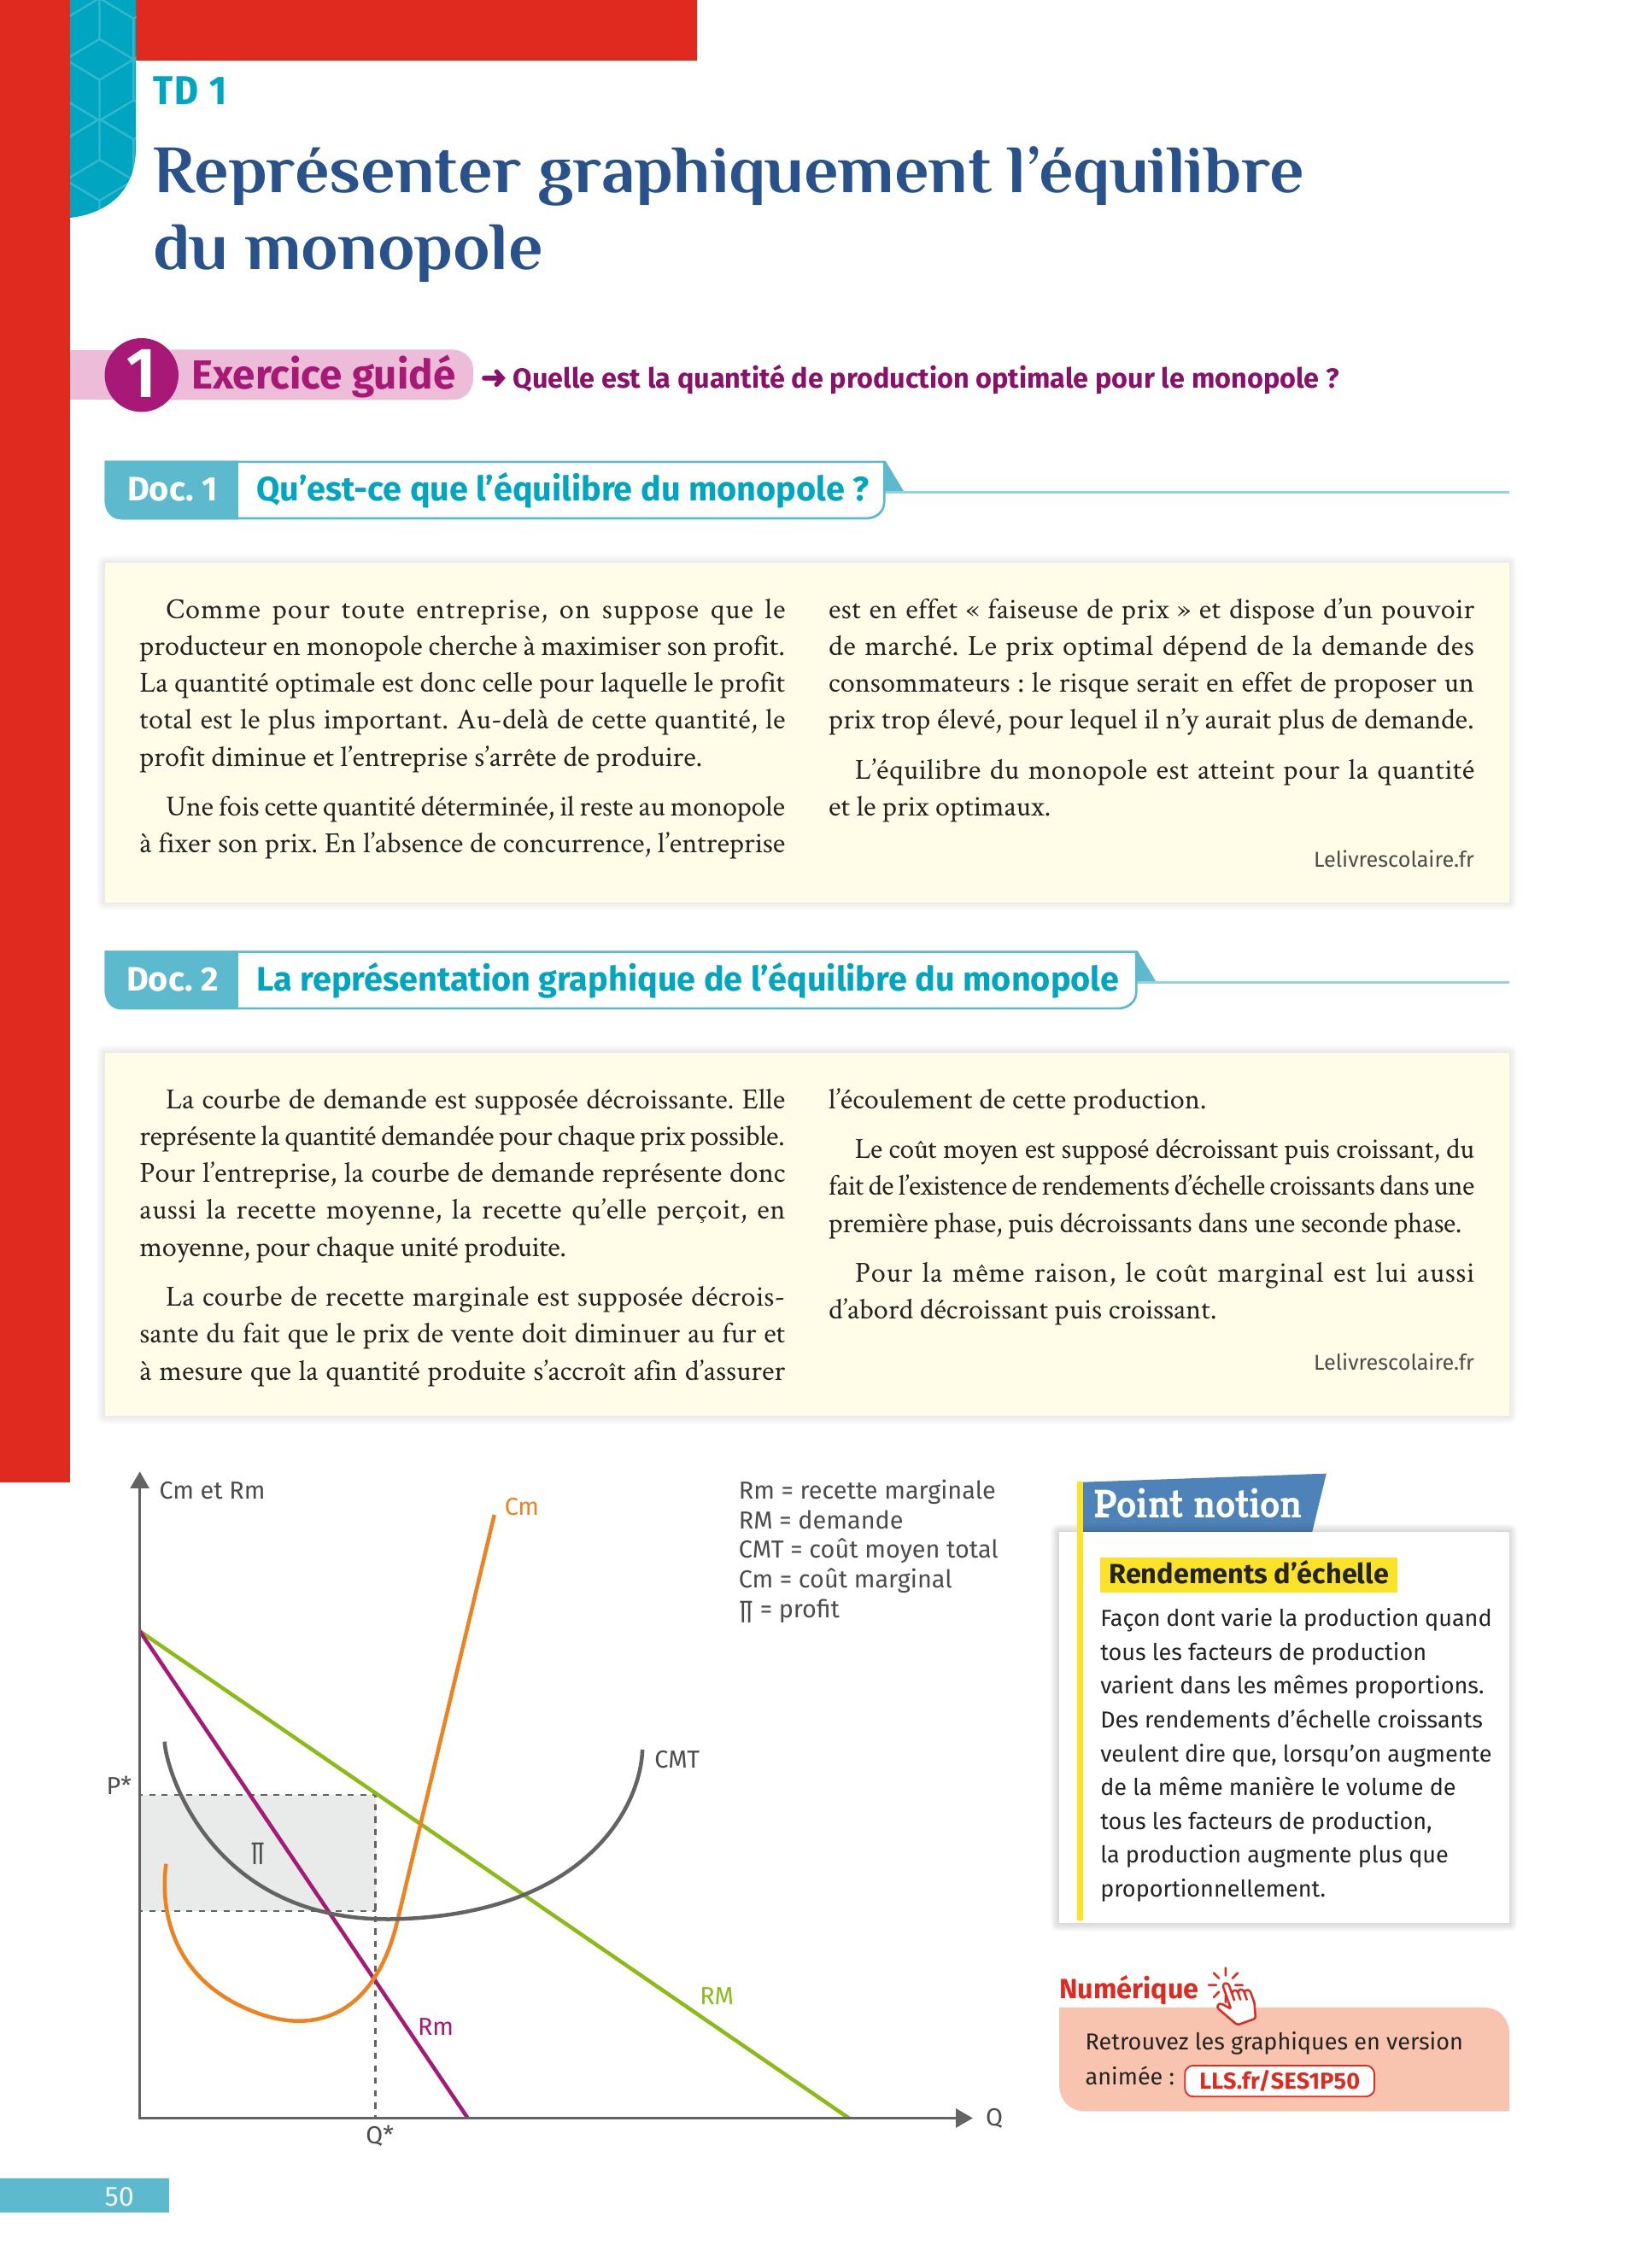 TD 1
Représenter graphiquement l’équilibre
du monopole
1 Exercice guidé → Quelle est la quantité de production optimale pour le monopole ?
Doc. 1 Qu’est-ce que l’équilibre du monopole ?
Comme pour toute entreprise, on suppose que le
producteur en monopole cherche à maximiser son profit.
La quantité optimale est donc celle pour laquelle le profit
total est le plus important. Au-delà de cette quantité, le
profit diminue et l’entreprise s’arrête de produire.
Une fois cette quantité déterminée, il reste au monopole
à fixer son prix. En l’absence de concurrence, l’entreprise
est en effet « faiseuse de prix » et dispose d’un pouvoir
de marché. Le prix optimal dépend de la demande des
consommateurs : le risque serait en effet de proposer un
prix trop élevé, pour lequel il n’y aurait plus de demande.
L’équilibre du monopole est atteint pour la quantité
et le prix optimaux.
Lelivrescolaire.fr
Doc. 2 La représentation graphique de l’équilibre du monopole
La courbe de demande est supposée décroissante. Elle
représente la quantité demandée pour chaque prix possible.
Pour l’entreprise, la courbe de demande représente donc
aussi la recette moyenne, la recette qu’elle perçoit, en
moyenne, pour chaque unité produite.
La courbe de recette marginale est supposée décrois-
sante du fait que le prix de vente doit diminuer au fur et
à mesure que la quantité produite s’accroît afin d’assurer
l’écoulement de cette production.
Le coût moyen est supposé décroissant puis croissant, du
fait de l’existence de rendements d’échelle croissants dans une
première phase, puis décroissants dans une seconde phase.
Pour la même raison, le coût marginal est lui aussi
d’abord décroissant puis croissant.
Lelivrescolaire.fr
Cm et Rm
Cm
Rm = recette marginale
RM = demande
CMT = coût moyen total
Cm = coût marginal
∏ = profit
CMT
P*
∏
RM
Rm
Q
Q*
Point notion
Rendements d’échelle
Façon dont varie la production quand
tous les facteurs de production
varient dans les mêmes proportions.
Des rendements d’échelle croissants
veulent dire que, lorsqu’on augmente
de la même manière le volume de
tous les facteurs de production,
la production augmente plus que
proportionnellement.
Numérique
Retrouvez les graphiques en version
animée : LLS.fr/SES1P50
50